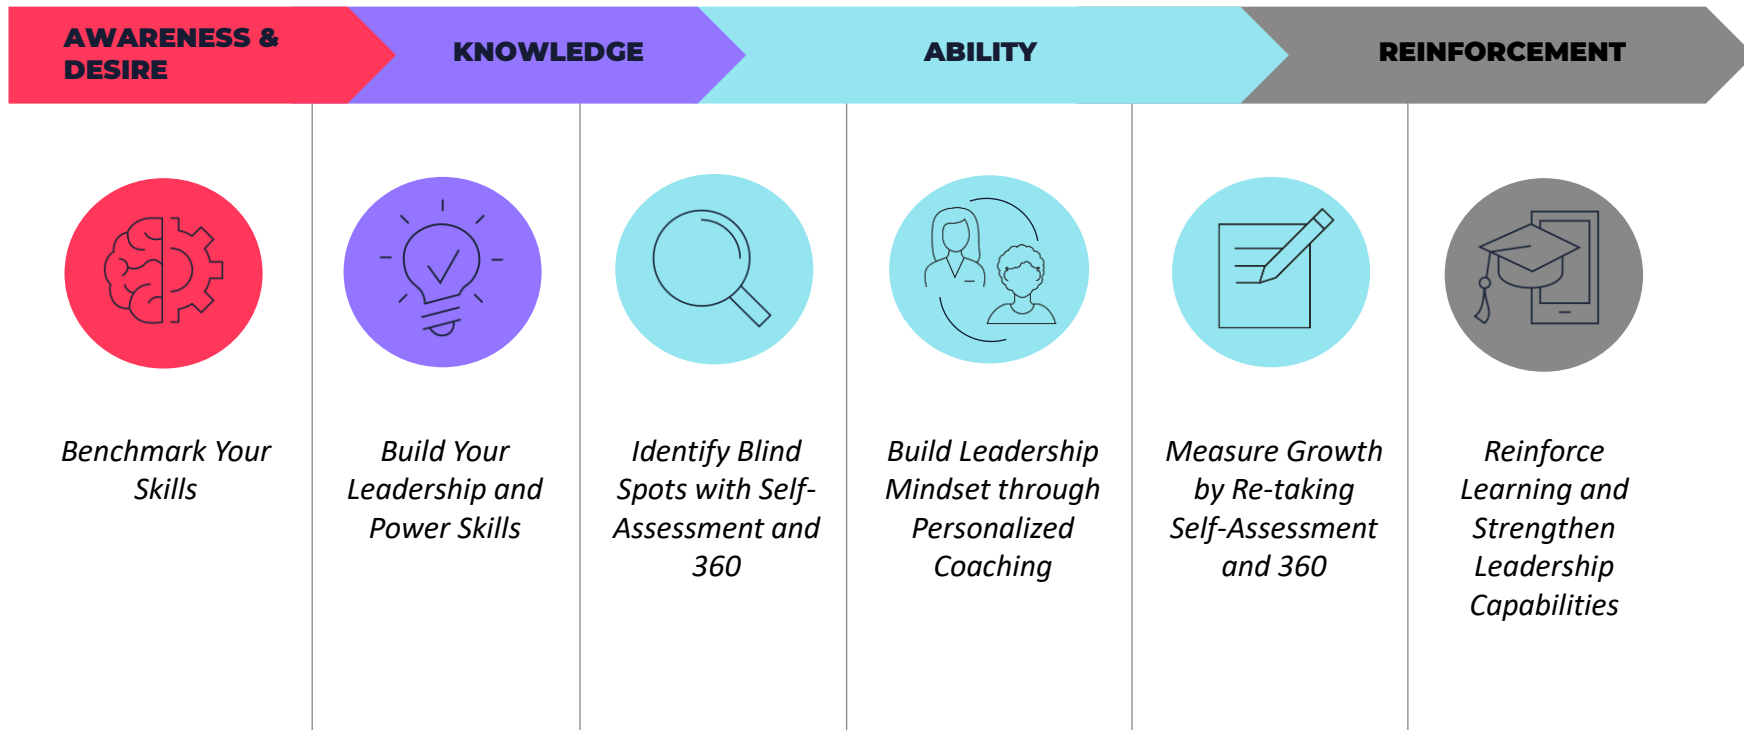 AWARENESS &
DESIRE
KNOWLEDGE
ABILITY
REINFORCEMENT
Benchmark Your
Skills
Build Your
Leadership and
Power Skills
Identify Blind
Spots with Self-
Assessment and
360
Build Leadership
Mindset through
Personalized
Coaching
Measure Growth
by Re-taking
Self-Assessment
and 360
Reinforce
Learning and
Strengthen
Leadership
Capabilities